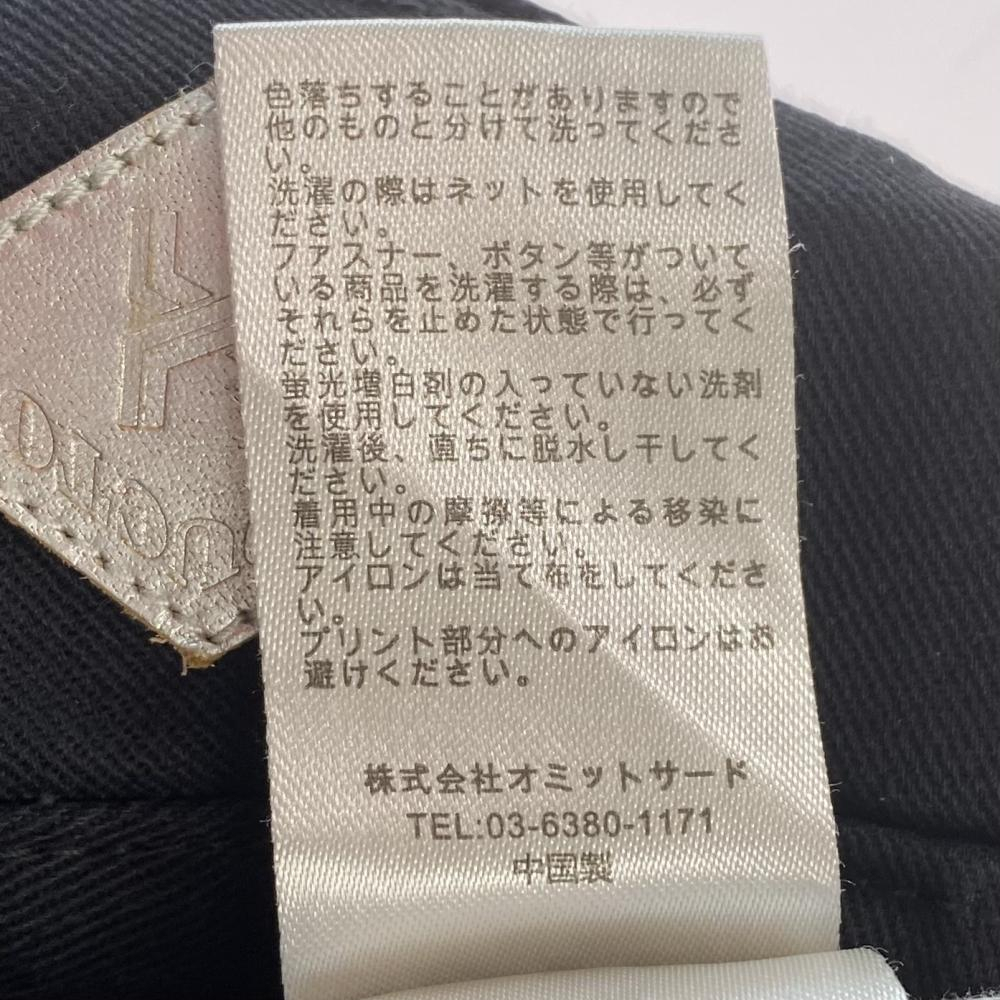 色落ちすることがありますので
他のものと分けて洗ってくださ
い。
洗濯の際はネットを使用してく
ださい。
ファスナー、ボタン等がついて
いる商品を洗濯する際は、必ず
それらを止めた状態で行ってく
ださい。
蛍光増白剤の入っていない洗剤
を使用してください。
洗濯後、直ちに脱水し干してく
ださい。
着用中の摩擦等による移染に
注意してください。
アイロンは当て布をしてくださ
い。
プリント部分へのアイロンはお
避けください。
株式会社オミットサード
TEL:03-6380-1171
中国製